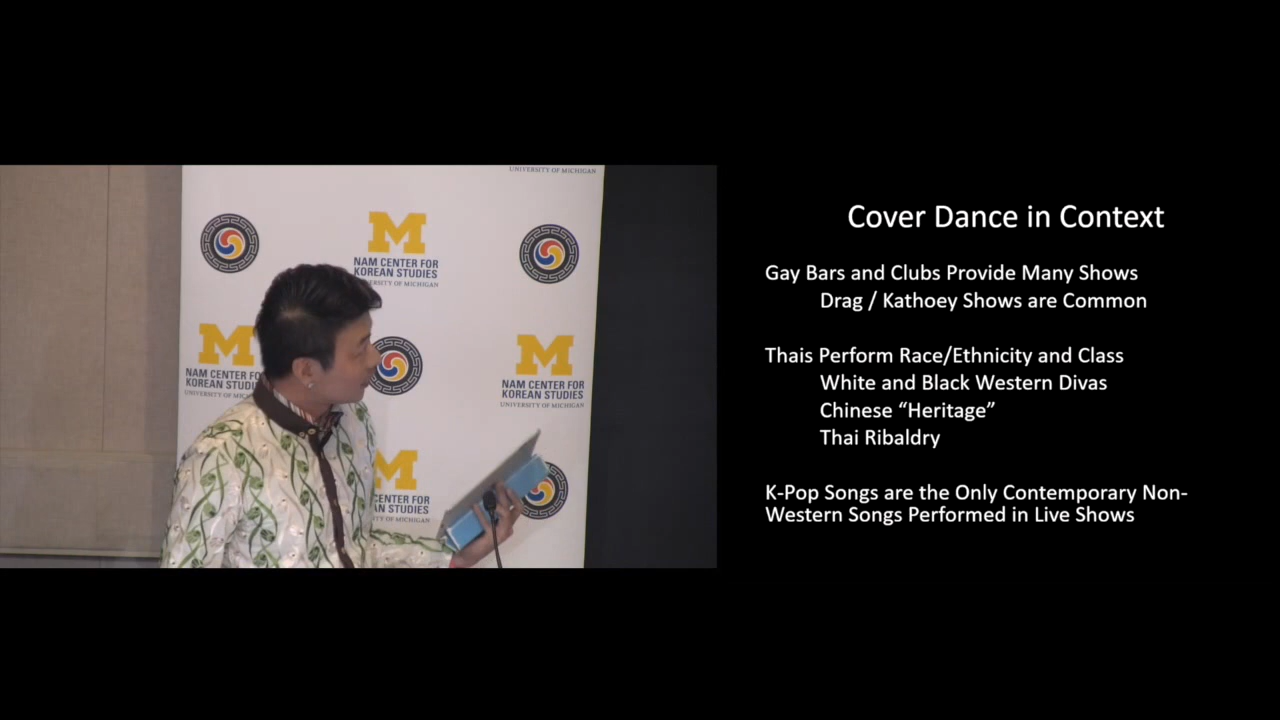 UNIVERSITY OF MICHIGAN
M
NAM CENTER FOR
KOREAN STUDIES
UNIVERSITY OF MICHIGAN
M
NAM CENTER
KOREAN STUDIE
UNIVERSITY OF MICH
M
NAM CENTER FOR
KOREAN STUDIES
UNIVERSITY OF MICHIGAN
M
CENTER FOR
AN STUDIES
OF MICHIGAN
Cover Dance in Context
Gay Bars and Clubs Provide Many Shows
Drag / Kathoey Shows are Common
Thais Perform Race/Ethnicity and Class
White and Black Western Divas
Chinese “Heritage”
Thai Ribaldry
K-Pop Songs are the Only Contemporary Non-
Western Songs Performed in Live Shows